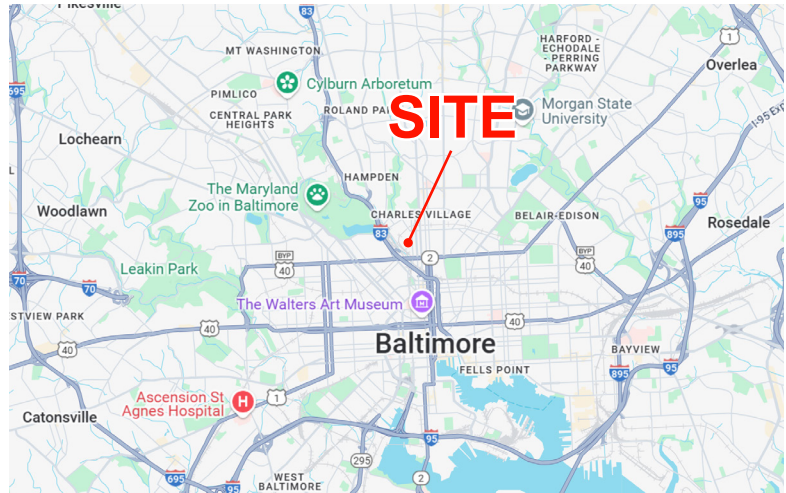 Pikesville
83
MT WASHINGTON
HARFORD -
ECHODALE
- PERRING
PARKWAY
1
Overlea
695
Cylburn Arboretum
PIMLICO
CENTRAL PARK
HEIGHTS
ROLAND PA
SITE
Morgan State
University
I-95 Exp
Lochearn
HAMPDEN
The Maryland
Zoo in Baltimore
Woodlawn
CHARLES VILLAGE
BELAIR-EDISON
95
Rosedale
83
895
BYP
40
2
BYP
40
Leakin Park
70
70
The Walters Art Museum
STVIEW PARK
40
40
40
Baltimore
BAYVIEW
FELLS POINT
895
95
Ascension St
Agnes Hospital
H
1
Catonsville
95
295
695
WEST
BALTIMORE
2